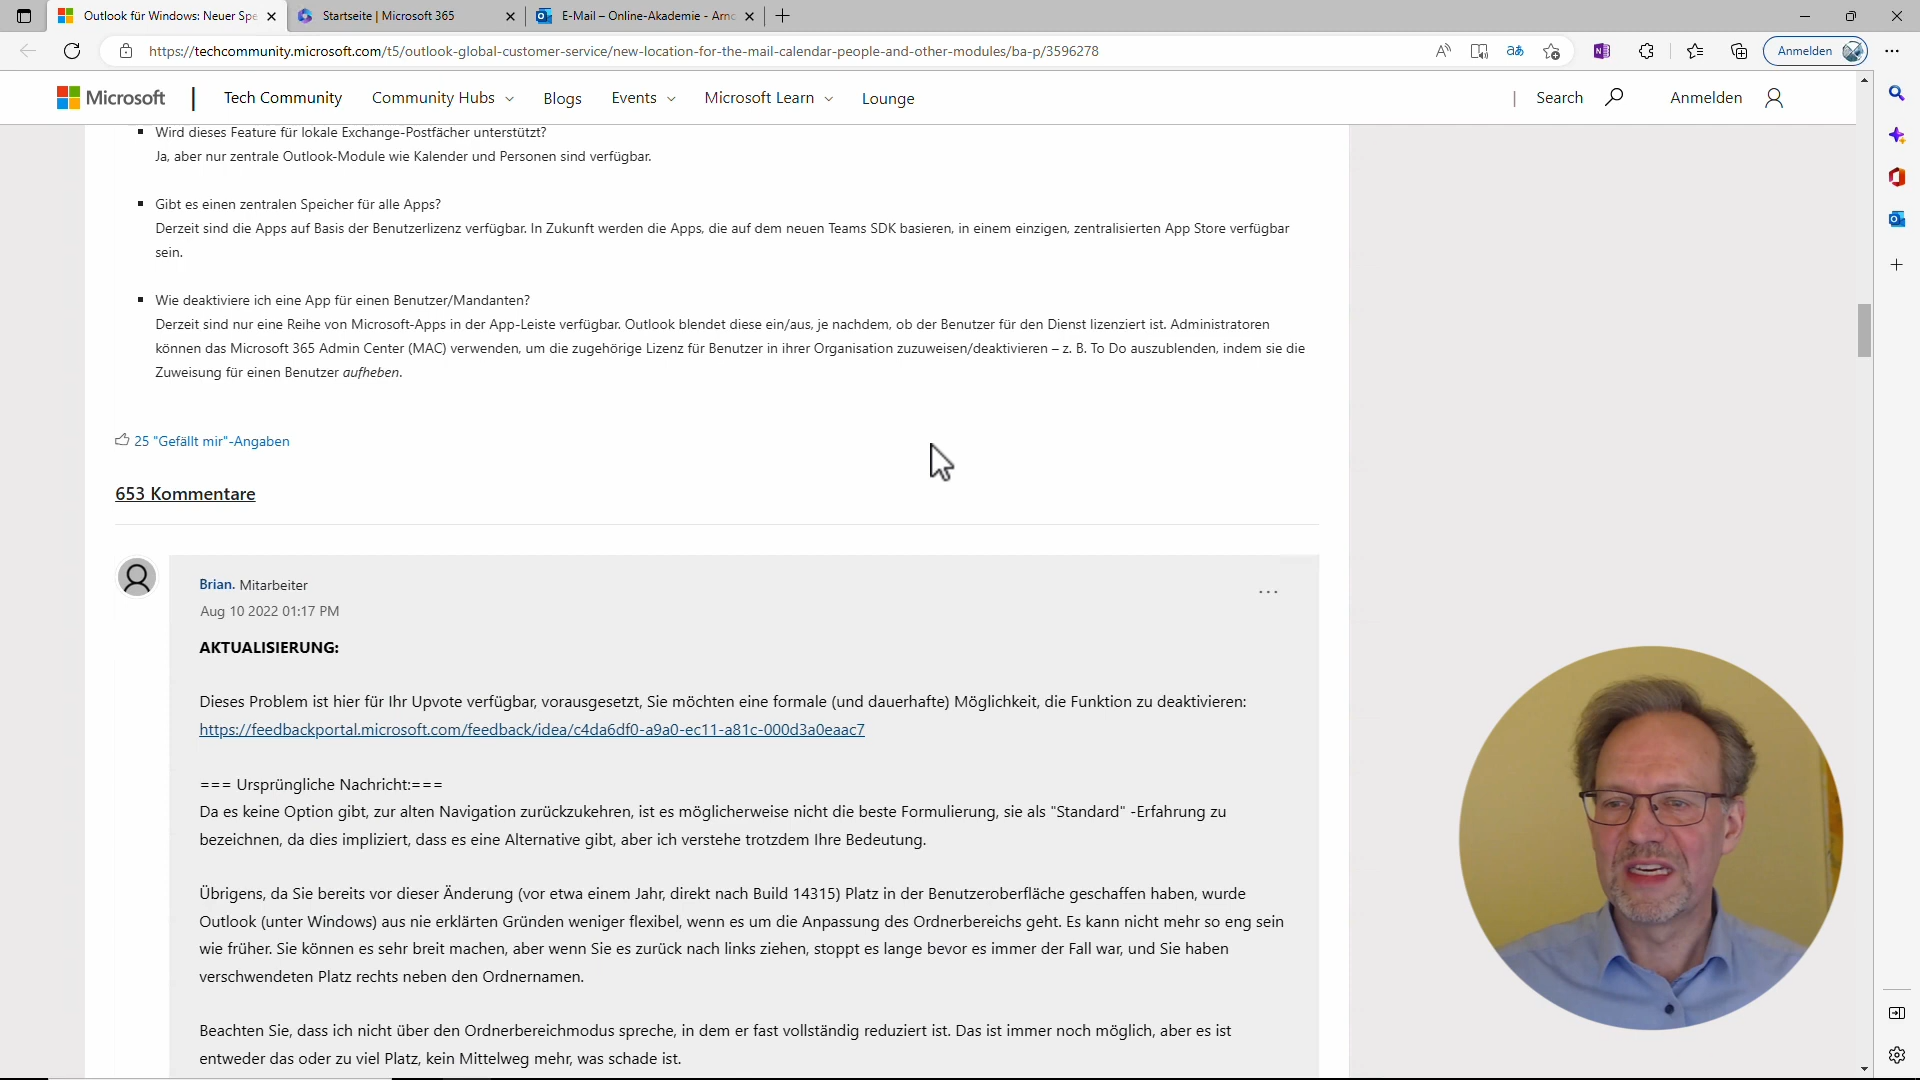 Outlook für Windows: Neuer Spe
Startseite | Microsoft 365
E-Mail – Online-Akademie - Arno
https://techcommunity.microsoft.com/t5/outlook-global-customer-service/new-location-for-the-mail-calendar-people-and-other-modules/ba-p/3596278
Anmelden
Microsoft
Tech Community
Community Hubs
Blogs
Events
Microsoft Learn
Lounge
Search
Anmelden
Wird dieses Feature für lokale Exchange-Postfächer unterstützt?
Ja, aber nur zentrale Outlook-Module wie Kalender und Personen sind verfügbar.
Gibt es einen zentralen Speicher für alle Apps?
Derzeit sind die Apps auf Basis der Benutzerlizenz verfügbar. In Zukunft werden die Apps, die auf dem neuen Teams SDK basieren, in einem einzigen, zentralisierten App Store verfügbar
sein.
Wie deaktiviere ich eine App für einen Benutzer/Mandanten?
Derzeit sind nur eine Reihe von Microsoft-Apps in der App-Leiste verfügbar. Outlook blendet diese ein/aus, je nachdem, ob der Benutzer für den Dienst lizenziert ist. Administratoren
können das Microsoft 365 Admin Center (MAC) verwenden, um die zugehörige Lizenz für Benutzer in ihrer Organisation zuzuweisen/deaktivieren – z. B. To Do auszublenden, indem sie die
Zuweisung für einen Benutzer aufheben.
25 "Gefällt mir"-Angaben
653 Kommentare
Brian. Mitarbeiter
Aug 10 2022 01:17 PM
AKTUALISIERUNG:
Dieses Problem ist hier für Ihr Upvote verfügbar, vorausgesetzt, Sie möchten eine formale (und dauerhafte) Möglichkeit, die Funktion zu deaktivieren:
https://feedbackportal.microsoft.com/feedback/idea/c4da6df0-a9a0-ec11-a81c-000d3a0eaac7
=== Ursprüngliche Nachricht:===
Da es keine Option gibt, zur alten Navigation zurückzukehren, ist es möglicherweise nicht die beste Formulierung, sie als "Standard" -Erfahrung zu
bezeichnen, da dies impliziert, dass es eine Alternative gibt, aber ich verstehe trotzdem Ihre Bedeutung.
Übrigens, da Sie bereits vor dieser Änderung (vor etwa einem Jahr, direkt nach Build 14315) Platz in der Benutzeroberfläche geschaffen haben, wurde
Outlook (unter Windows) aus nie erklärten Gründen weniger flexibel, wenn es um die Anpassung des Ordnerbereichs geht. Es kann nicht mehr so eng sein
wie früher. Sie können es sehr breit machen, aber wenn Sie es zurück nach links ziehen, stoppt es lange bevor es immer der Fall war, und Sie haben
verschwendeten Platz rechts neben den Ordnernamen.
Beachten Sie, dass ich nicht über den Ordnerbereichmodus spreche, in dem er fast vollständig reduziert ist. Das ist immer noch möglich, aber es ist
entweder das oder zu viel Platz, kein Mittelweg mehr, was schade ist.